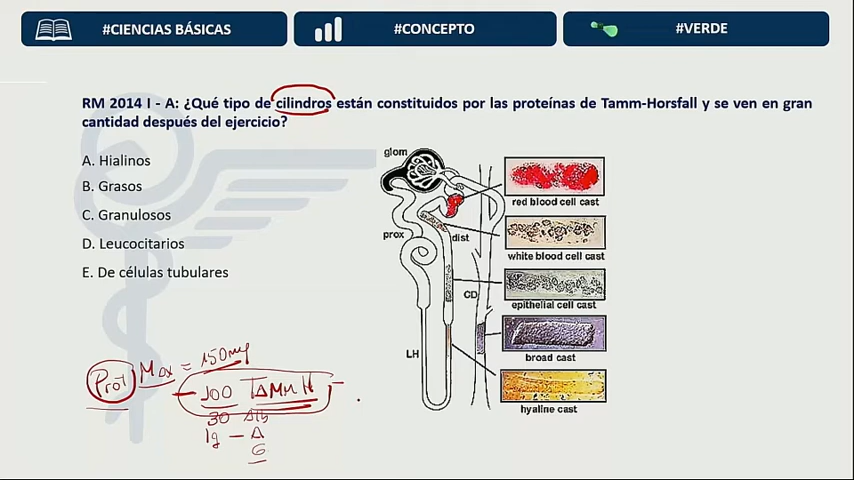 #CIENCIAS BÁSICAS
#CONCEPTO
#VERDE
RM 2014 I - A: ¿Qué tipo de cilindros están constituidos por las proteínas de Tamm-Horsfall y se ven en gran
cantidad después del ejercicio?
A. Hialinos
B. Grasos
C. Granulosos
D. Leucocitarios
E. De células tubulares
glom
prox
dist
CD
LH
red blood cell cast
white blood cell cast
epithelial cell cast
broad cast
hyaline cast
Prot Max = 150mg
100 TAMM H
30 Alb
Ig - A
G